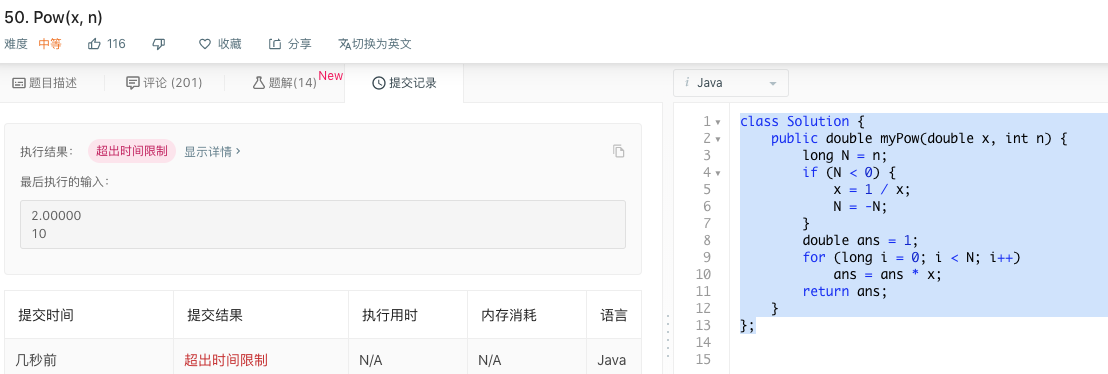 50. Pow(x, n)
难度 中等 116 收藏 分享 切换为英文
题目描述 评论 (201) 题解(14) New 提交记录
执行结果： 超出时间限制 显示详情 ›
最后执行的输入：
2.00000
10
提交时间 提交结果 执行用时 内存消耗 语言
几秒前 超出时间限制 N/A N/A Java
i Java
1 class Solution {
2 public double myPow(double x, int n) {
3 long N = n;
4 if (N < 0) {
5 x = 1 / x;
6 N = -N;
7 }
8 double ans = 1;
9 for (long i = 0; i < N; i++)
10 ans = ans * x;
11 return ans;
12 }
13 };
14
15